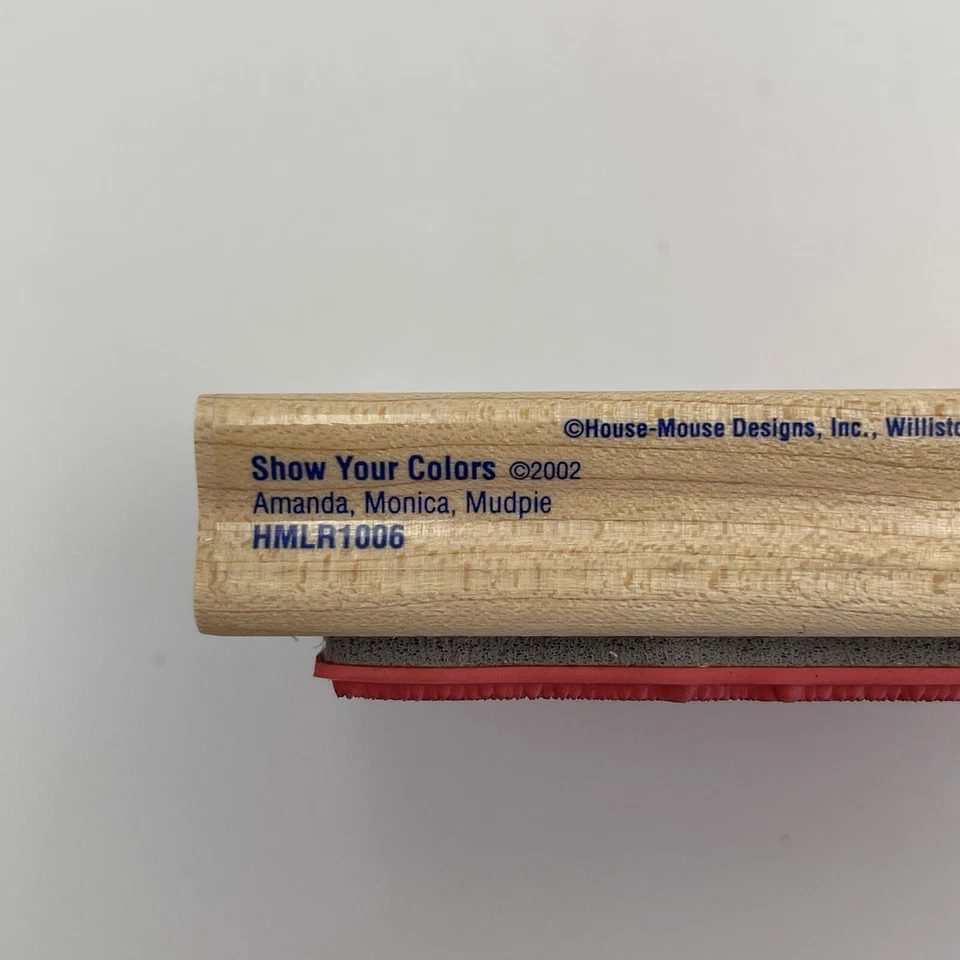 ©House-Mouse Designs, Inc.,
Show Your Colors ©2002
Amanda, Monica, Mudpie
HMLR1006